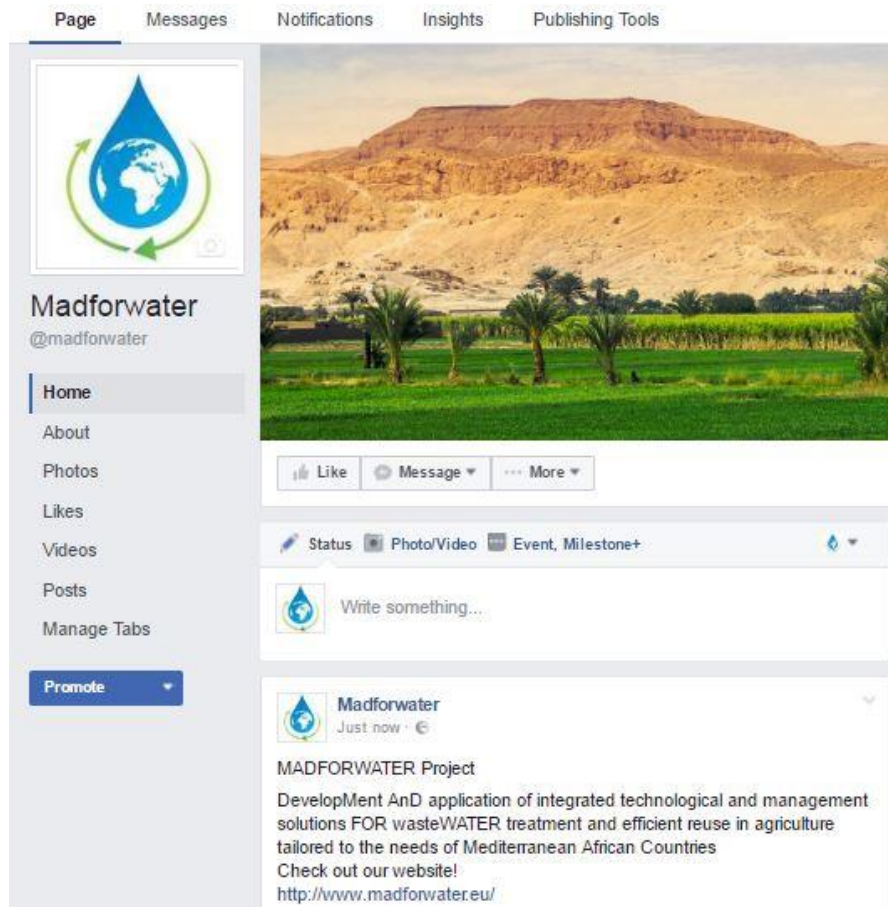 Page Messages Notifications Insights Publishing Tools
Madforwater
@madforwater
Home
About
Photos
Likes
Videos
Posts
Manage Tabs
Promote
Like Message More
Status Photo/Video Event, Milestone+
Write something...
Madforwater
Just now ·
MADFORWATER Project
DevelopMent AnD application of integrated technological and management
solutions FOR wasteWATER treatment and efficient reuse in agriculture
tailored to the needs of Mediterranean African Countries
Check out our website!
http://www.madforwater.eu/